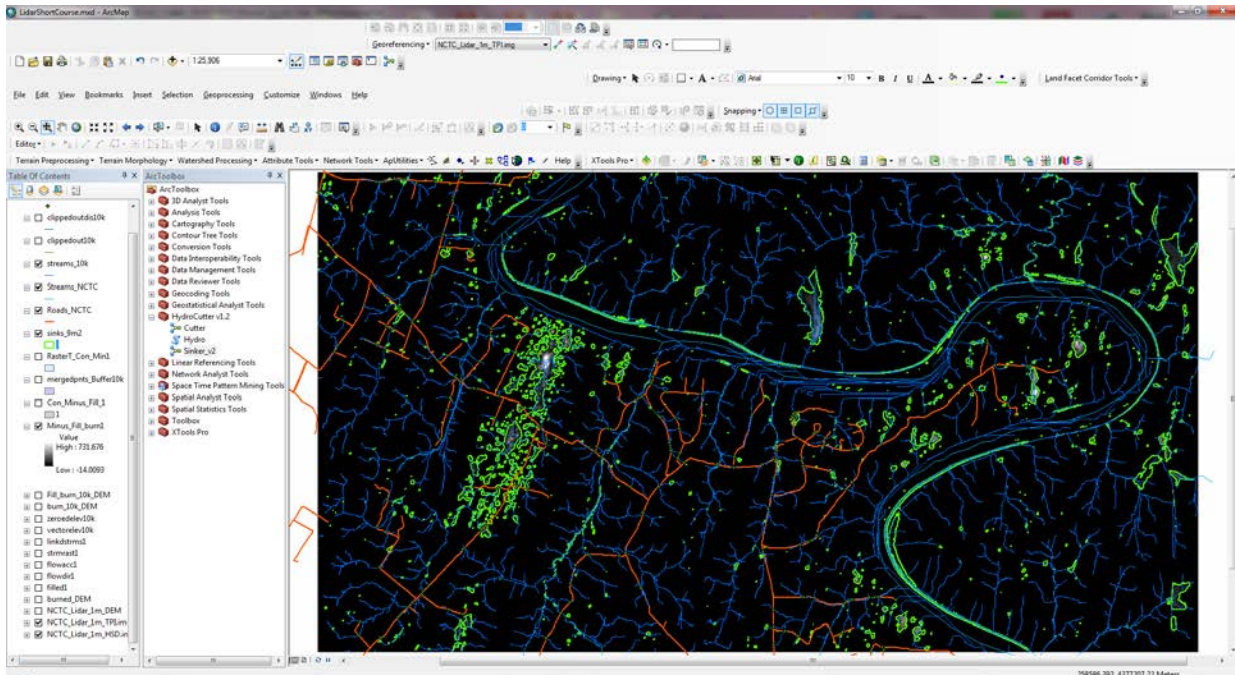 LidarShortCourse.mxd - ArcMap
Georeferencing NCTC_Lidar_1m_TPI.img
1:25,906
Drawing Arial 10 B I U A Land Facet Corridor Tools
File Edit View Bookmarks Insert Selection Geoprocessing Customize Windows Help
Snapping
Editor
Terrain Preprocessing Terrain Morphology Watershed Processing Attribute Tools Network Tools ApUtilities Help XTools Pro
Table Of Contents
clippedoutdis10k
clippedout10k
streams_10k
Streams_NCTC
Roads_NCTC
sinks_9m2
RasterT_Con_Min1
mergedpnts_Buffer10k
Con_Minus_Fill_1
1
Minus_Fill_burn1
Value
High : 731.676
Low : -14.0093
Fill_burn_10k_DEM
burn_10k_DEM
zeroedelev10k
vectorelev10k
linkdstrms1
strmrast1
flowacc1
flowdir1
filled1
burned_DEM
NCTC_Lidar_1m_DEM
NCTC_Lidar_1m_TPI.im
NCTC_Lidar_1m_HSD.in
ArcToolbox
ArcToolbox
3D Analyst Tools
Analysis Tools
Cartography Tools
Contour Tree Tools
Conversion Tools
Data Interoperability Tools
Data Management Tools
Data Reviewer Tools
Geocoding Tools
Geostatistical Analyst Tools
HydroCutter v1.2
Cutter
Hydro
Sinker_v2
Linear Referencing Tools
Network Analyst Tools
Space Time Pattern Mining Tools
Spatial Analyst Tools
Spatial Statistics Tools
Toolbox
XTools Pro
Meters